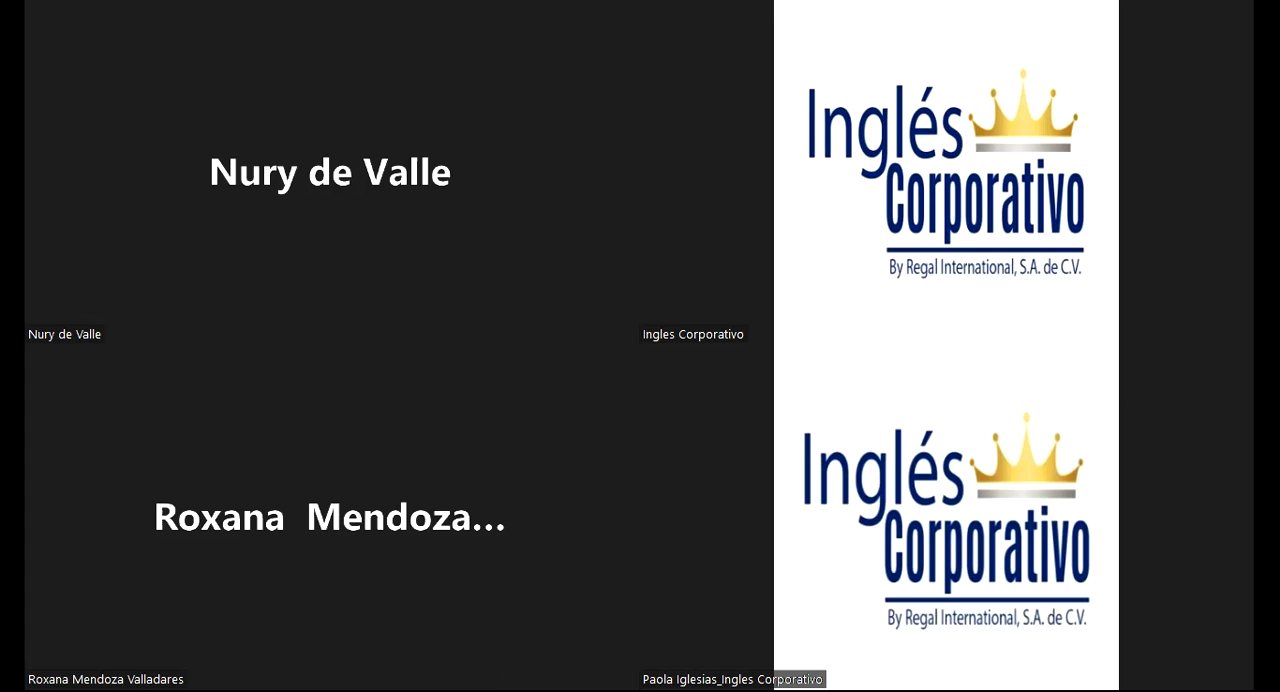 Nury de Valle
Nury de Valle
Inglés
Corporativo
By Regal International, S.A. de C.V.
Ingles Corporativo
Roxana  Mendoza...
Roxana Mendoza Valladares
Inglés
Corporativo
By Regal International, S.A. de C.V.
Paola Iglesias_Ingles Corporativo